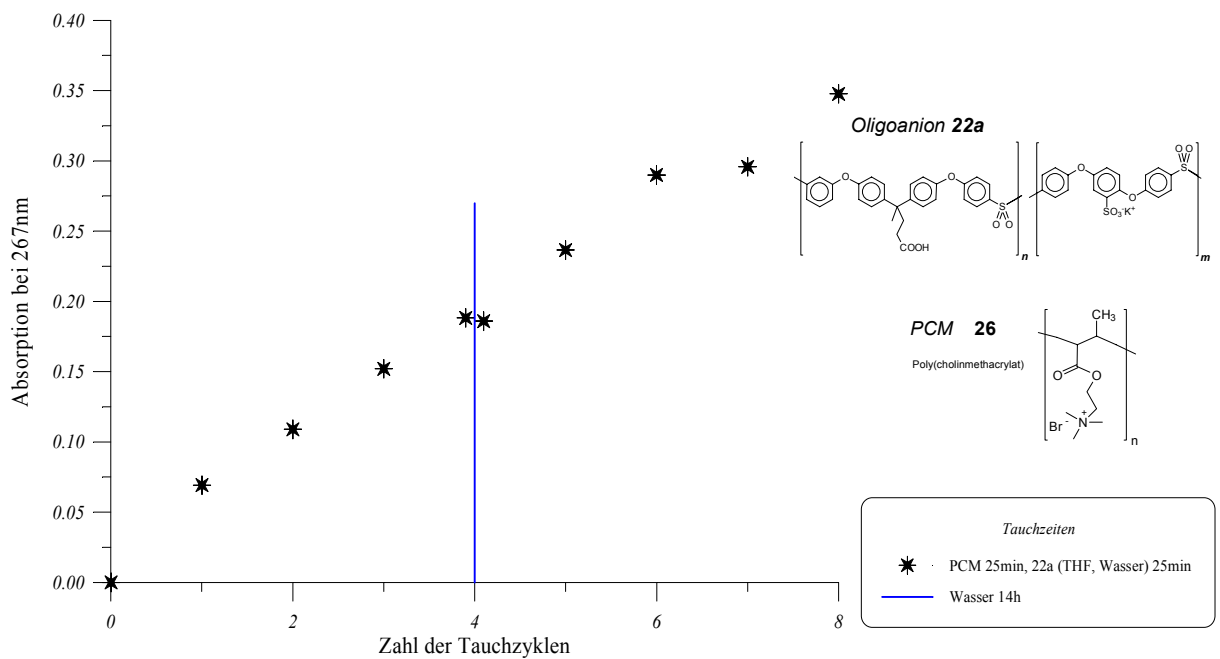 0.40
0.35
0.30
0.25
0.20
0.15
0.10
0.05
0.00
Absorption bei 267nm
0
2
4
6
8
Zahl der Tauchzyklen
Oligoanion 22a
O
O
S
O O
COOH
n
O
SO3-K+
O
O O
S
m
PCM 26
Poly(cholinmethacrylat)
CH3
O
O
N+
Br-
n
Tauchzeiten
PCM 25min, 22a (THF, Wasser) 25min
Wasser 14h